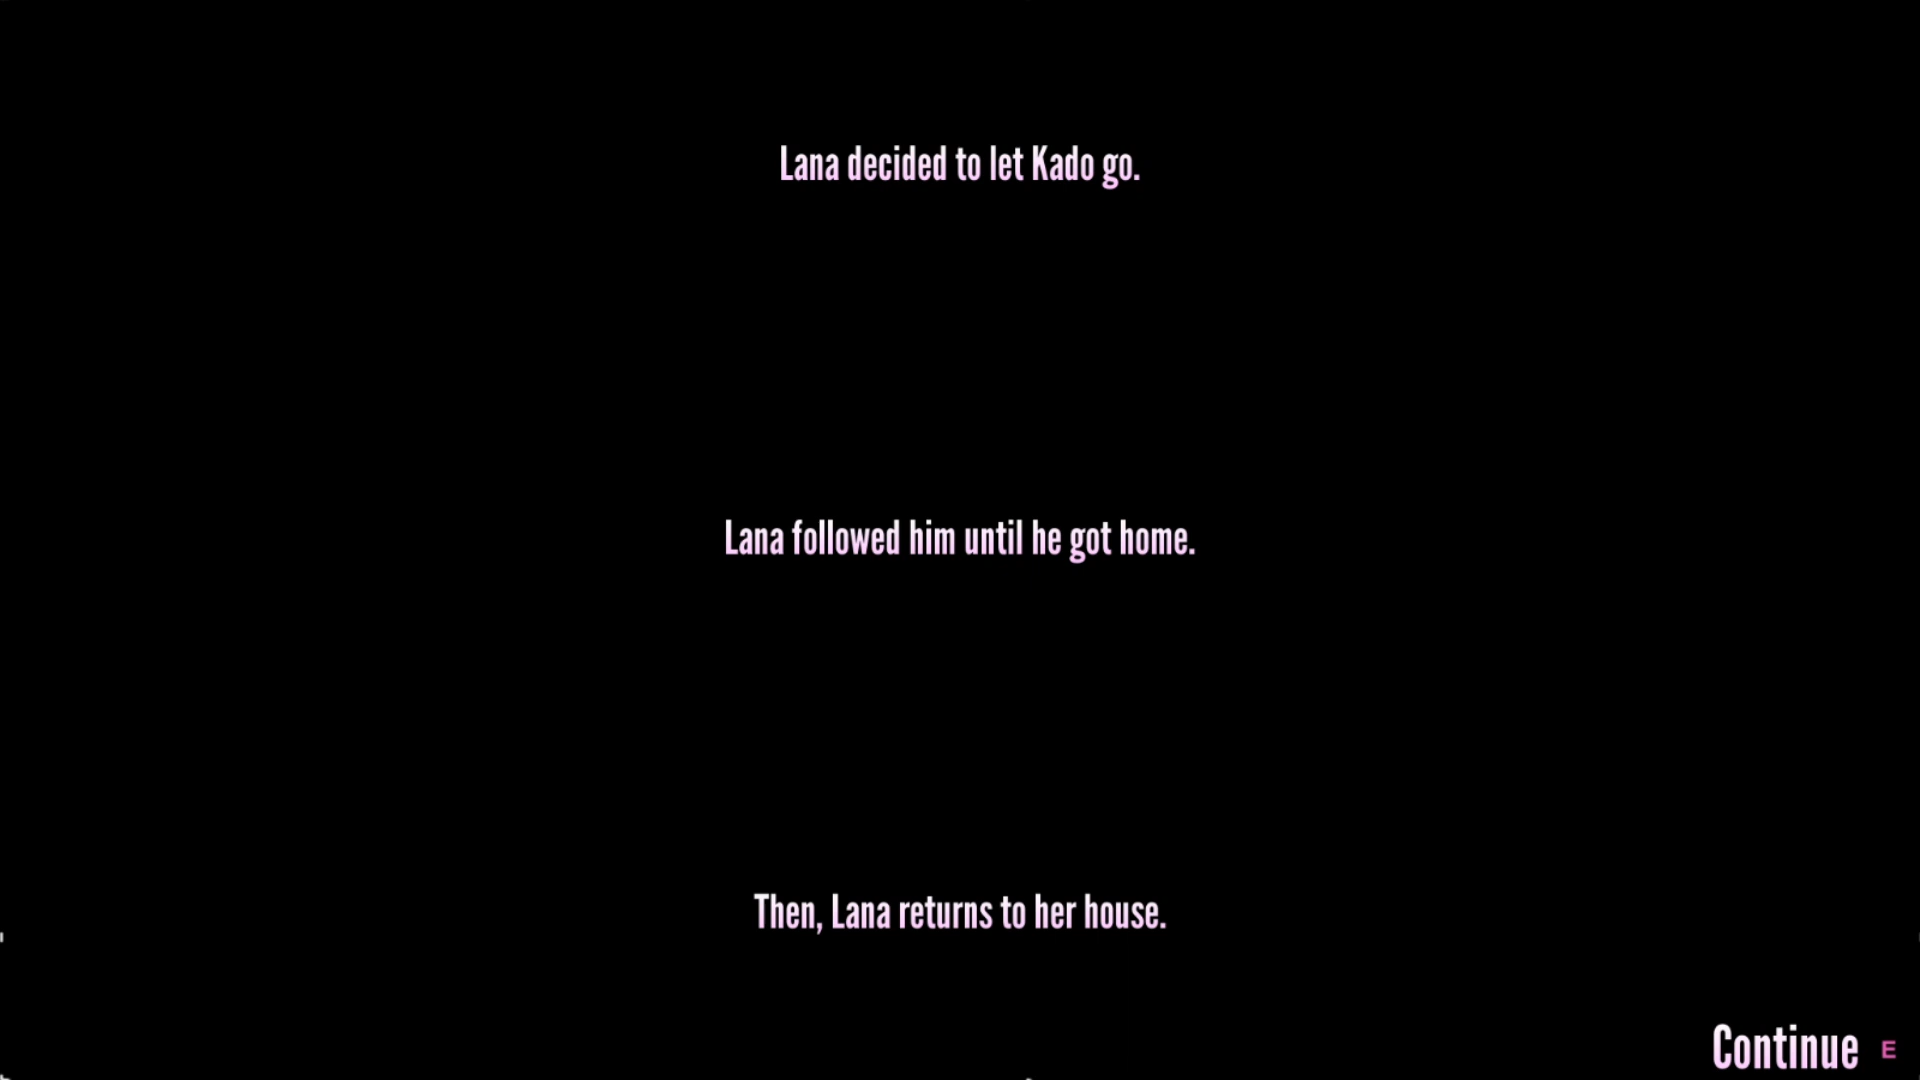 Lana decided to let Kado go.
Lana followed him until he got home.
Then, Lana returns to her house.
Continue E